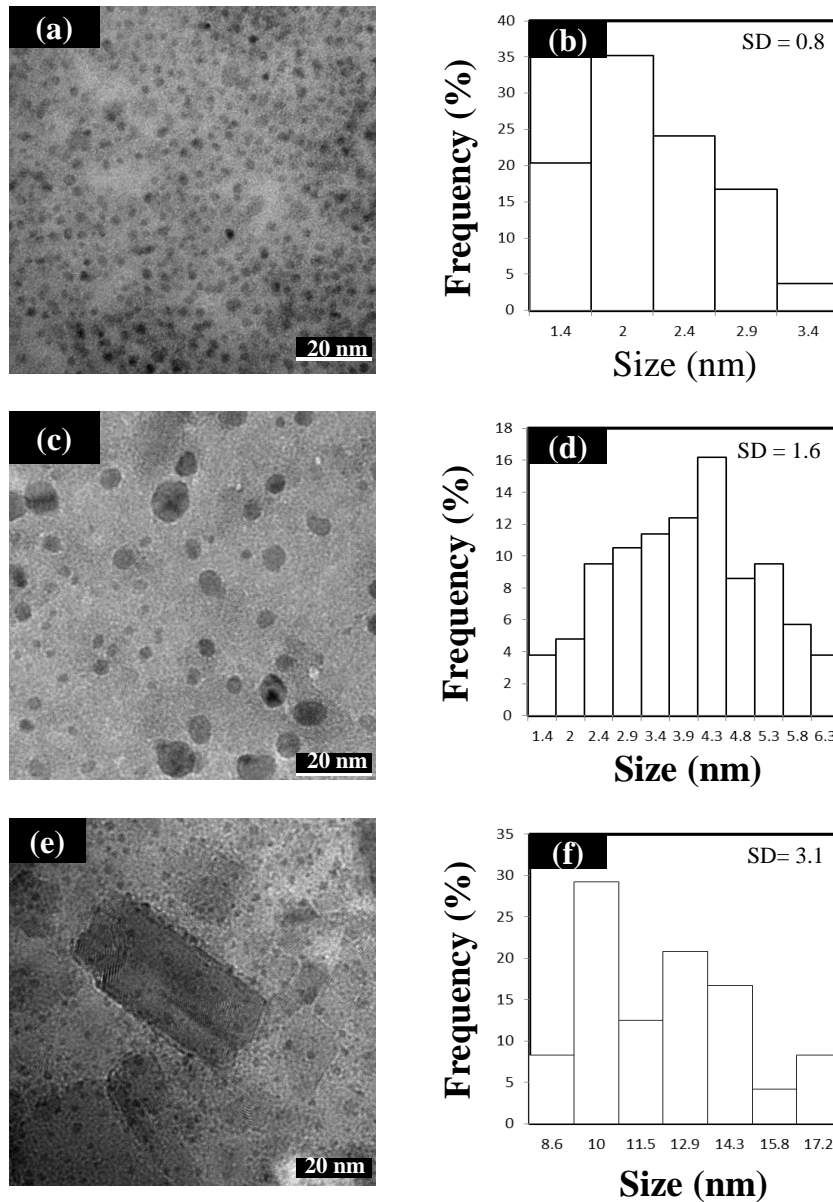 (a)
20 nm
(b)
SD = 0.8
Frequency (%)
40
35
30
25
20
15
10
5
0
1.4 2 2.4 2.9 3.4
Size (nm)
(c)
20 nm
(d)
SD = 1.6
Frequency (%)
18
16
14
12
10
8
6
4
2
0
1.4 2 2.4 2.9 3.4 3.9 4.3 4.8 5.3 5.8 6.3
Size (nm)
(e)
20 nm
(f)
SD= 3.1
Frequency (%)
35
30
25
20
15
10
5
0
8.6 10 11.5 12.9 14.3 15.8 17.2
Size (nm)